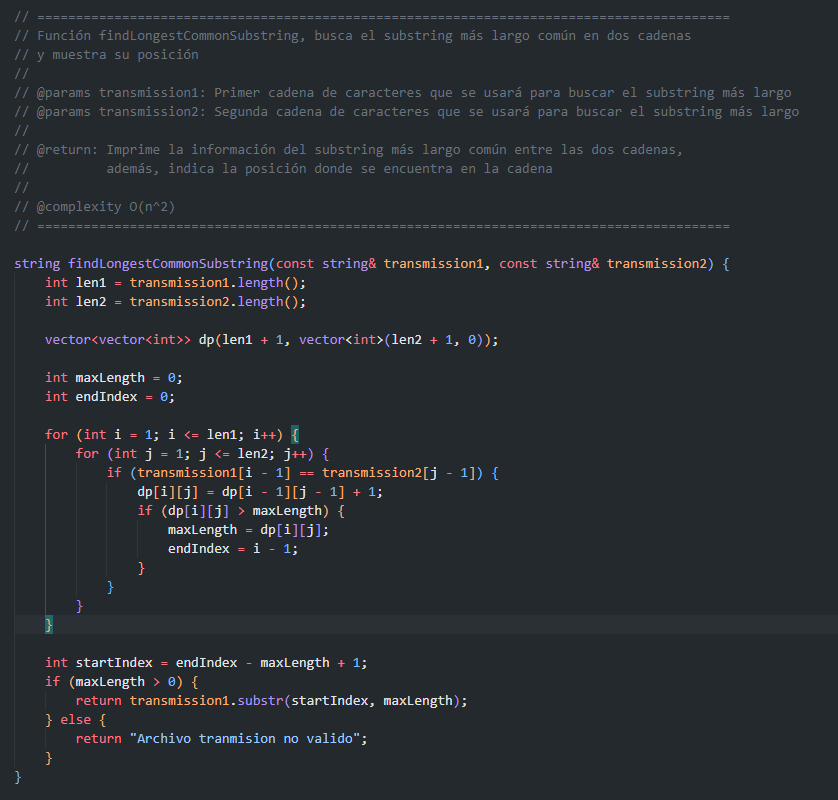 // ==========================================================================================
// Función findLongestCommonSubstring, busca el substring más largo común en dos cadenas
// y muestra su posición
//
// @params transmission1: Primer cadena de caracteres que se usará para buscar el substring más largo
// @params transmission2: Segunda cadena de caracteres que se usará para buscar el substring más largo
//
// @return: Imprime la información del substring más largo común entre las dos cadenas,
//          además, indica la posición donde se encuentra en la cadena
//
// @complexity O(n^2)
// ==========================================================================================

string findLongestCommonSubstring(const string& transmission1, const string& transmission2) {
    int len1 = transmission1.length();
    int len2 = transmission2.length();

    vector<vector<int>> dp(len1 + 1, vector<int>(len2 + 1, 0));

    int maxLength = 0;
    int endIndex = 0;

    for (int i = 1; i <= len1; i++) {
        for (int j = 1; j <= len2; j++) {
            if (transmission1[i - 1] == transmission2[j - 1]) {
                dp[i][j] = dp[i - 1][j - 1] + 1;
                if (dp[i][j] > maxLength) {
                    maxLength = dp[i][j];
                    endIndex = i - 1;
                }
            }
        }
    }

    int startIndex = endIndex - maxLength + 1;
    if (maxLength > 0) {
        return transmission1.substr(startIndex, maxLength);
    } else {
        return "Archivo tranmision no valido";
    }
}